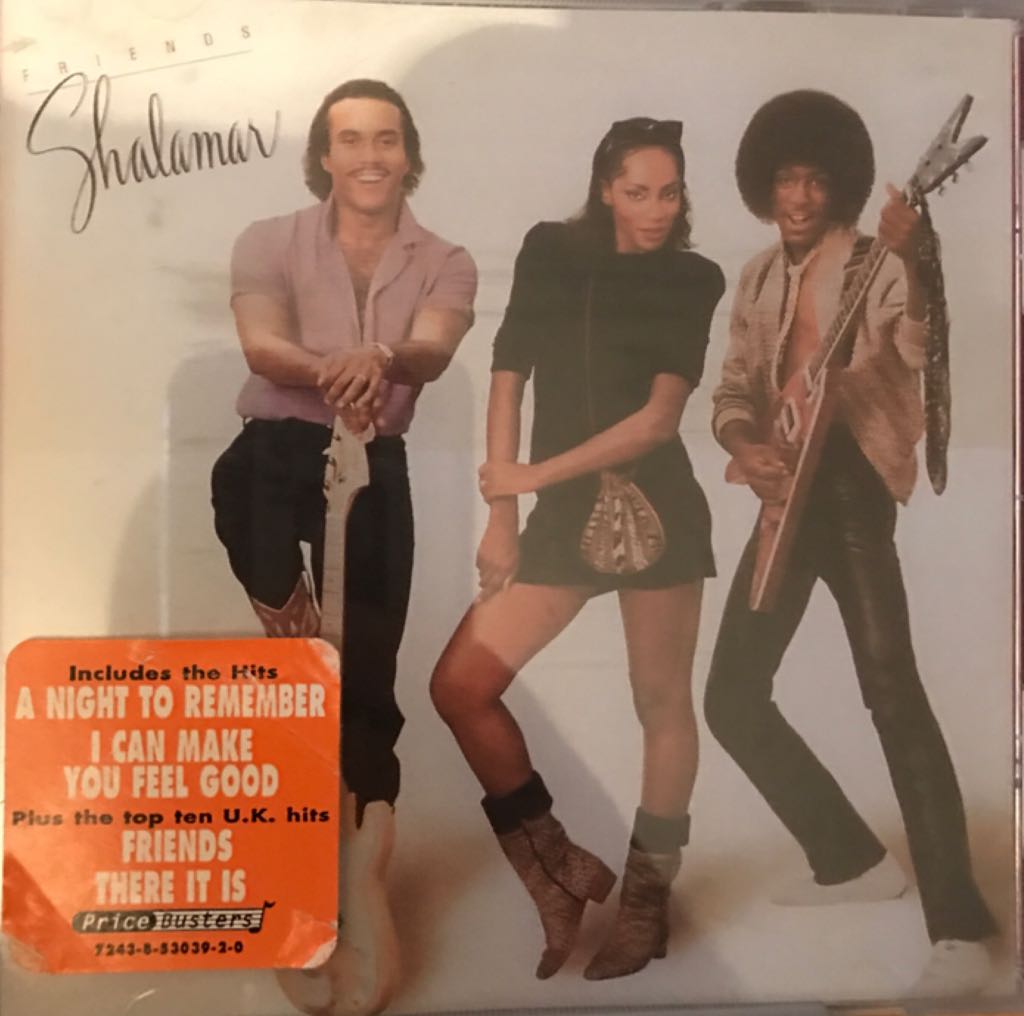 FRIENDS
Shalamar
Includes the Hits
A NIGHT TO REMEMBER
I CAN MAKE
YOU FEEL GOOD
Plus the top ten U.K. hits
FRIENDS
THERE IT IS
Price Busters
7243-8-53039-2-0